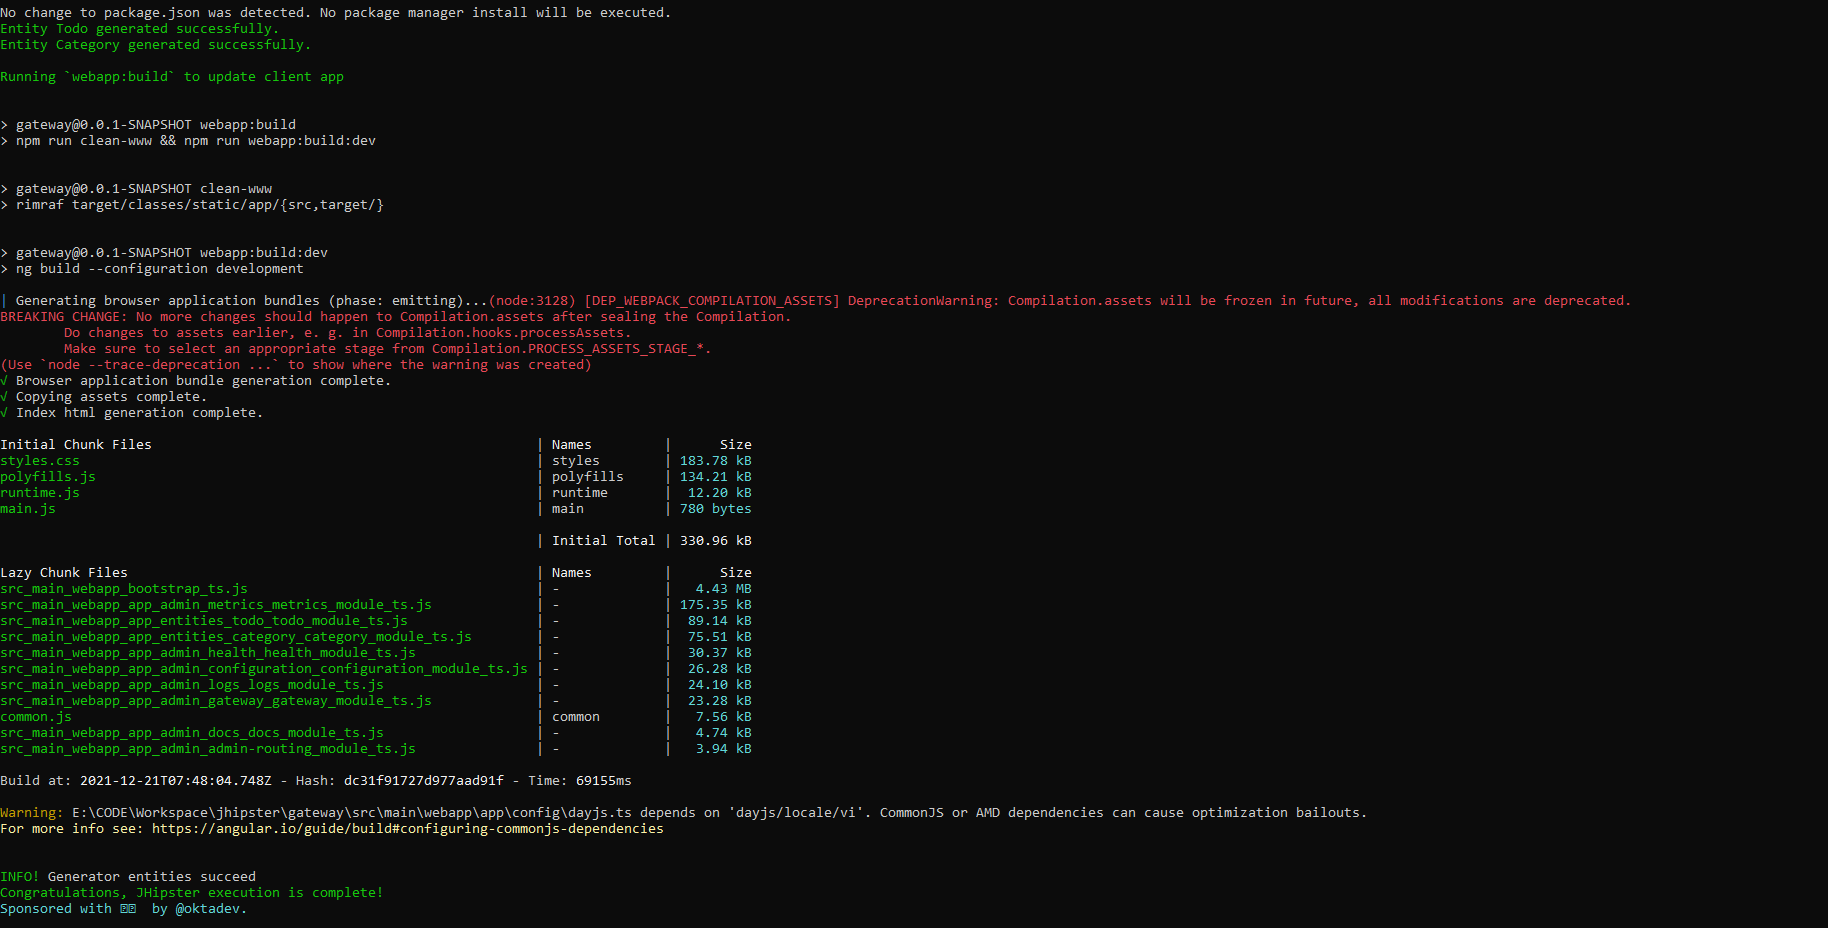 No change to package.json was detected. No package manager install will be executed.
Entity Todo generated successfully.
Entity Category generated successfully.
Running `webapp:build` to update client app
> gateway@0.0.1-SNAPSHOT webapp:build
> npm run clean-www && npm run webapp:build:dev
> gateway@0.0.1-SNAPSHOT clean-www
> rimraf target/classes/static/app/{src,target/}
> gateway@0.0.1-SNAPSHOT webapp:build:dev
> ng build --configuration development
| Generating browser application bundles (phase: emitting)...(node:3128) [DEP_WEBPACK_COMPILATION_ASSETS] DeprecationWarning: Compilation.assets will be frozen in future, all modifications are deprecated.
BREAKING CHANGE: No more changes should happen to Compilation.assets after sealing the Compilation.
        Do changes to assets earlier, e. g. in Compilation.hooks.processAssets.
        Make sure to select an appropriate stage from Compilation.PROCESS_ASSETS_STAGE_*.
(Use `node --trace-deprecation ...` to show where the warning was created)
√ Browser application bundle generation complete.
√ Copying assets complete.
√ Index html generation complete.
Initial Chunk Files | Names | Size
styles.css | styles | 183.78 kB
polyfills.js | polyfills | 134.21 kB
runtime.js | runtime | 12.20 kB
main.js | main | 780 bytes
| Initial Total | 330.96 kB
Lazy Chunk Files | Names | Size
src_main_webapp_bootstrap_ts.js | - | 4.43 MB
src_main_webapp_app_admin_metrics_metrics_module_ts.js | - | 175.35 kB
src_main_webapp_app_entities_todo_todo_module_ts.js | - | 89.14 kB
src_main_webapp_app_entities_category_category_module_ts.js | - | 75.51 kB
src_main_webapp_app_admin_health_health_module_ts.js | - | 30.37 kB
src_main_webapp_app_admin_configuration_configuration_module_ts.js | - | 26.28 kB
src_main_webapp_app_admin_logs_logs_module_ts.js | - | 24.10 kB
src_main_webapp_app_admin_gateway_gateway_module_ts.js | - | 23.28 kB
common.js | common | 7.56 kB
src_main_webapp_app_admin_docs_docs_module_ts.js | - | 4.74 kB
src_main_webapp_app_admin_admin-routing_module_ts.js | - | 3.94 kB
Build at: 2021-12-21T07:48:04.748Z - Hash: dc31f91727d977aad91f - Time: 69155ms
Warning: E:\CODE\Workspace\jhipster\gateway\src\main\webapp\app\config\dayjs.ts depends on 'dayjs/locale/vi'. CommonJS or AMD dependencies can cause optimization bailouts.
For more info see: https://angular.io/guide/build#configuring-commonjs-dependencies
INFO! Generator entities succeed
Congratulations, JHipster execution is complete!
Sponsored with by @oktadev.